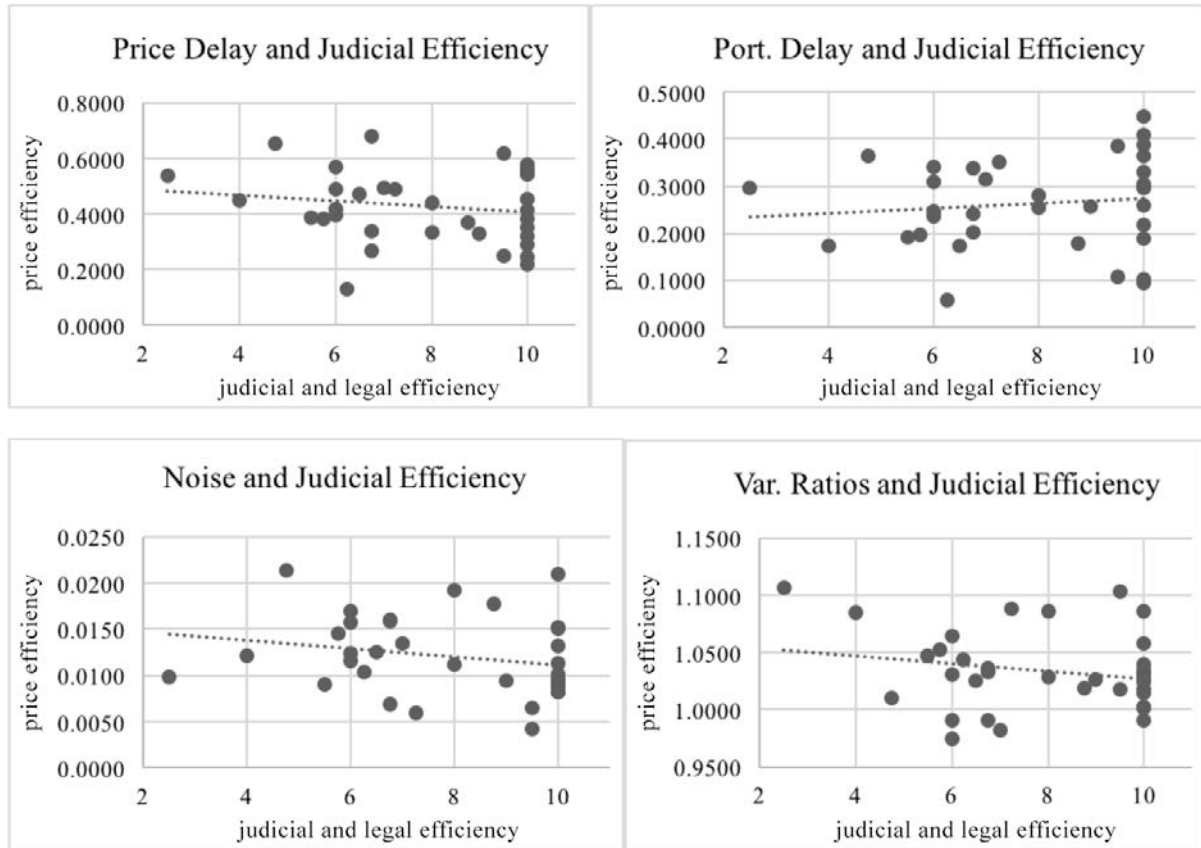 Price Delay and Judicial Efficiency
price efficiency
0.8000
0.6000
0.4000
0.2000
0.0000
2 4 6 8 10
judicial and legal efficiency
Port. Delay and Judicial Efficiency
price efficiency
0.5000
0.4000
0.3000
0.2000
0.1000
0.0000
2 4 6 8 10
judicial and legal efficiency
Noise and Judicial Efficiency
price efficiency
0.0250
0.0200
0.0150
0.0100
0.0050
0.0000
2 4 6 8 10
judicial and legal efficiency
Var. Ratios and Judicial Efficiency
price efficiency
1.1500
1.1000
1.0500
1.0000
0.9500
2 4 6 8 10
judicial and legal efficiency